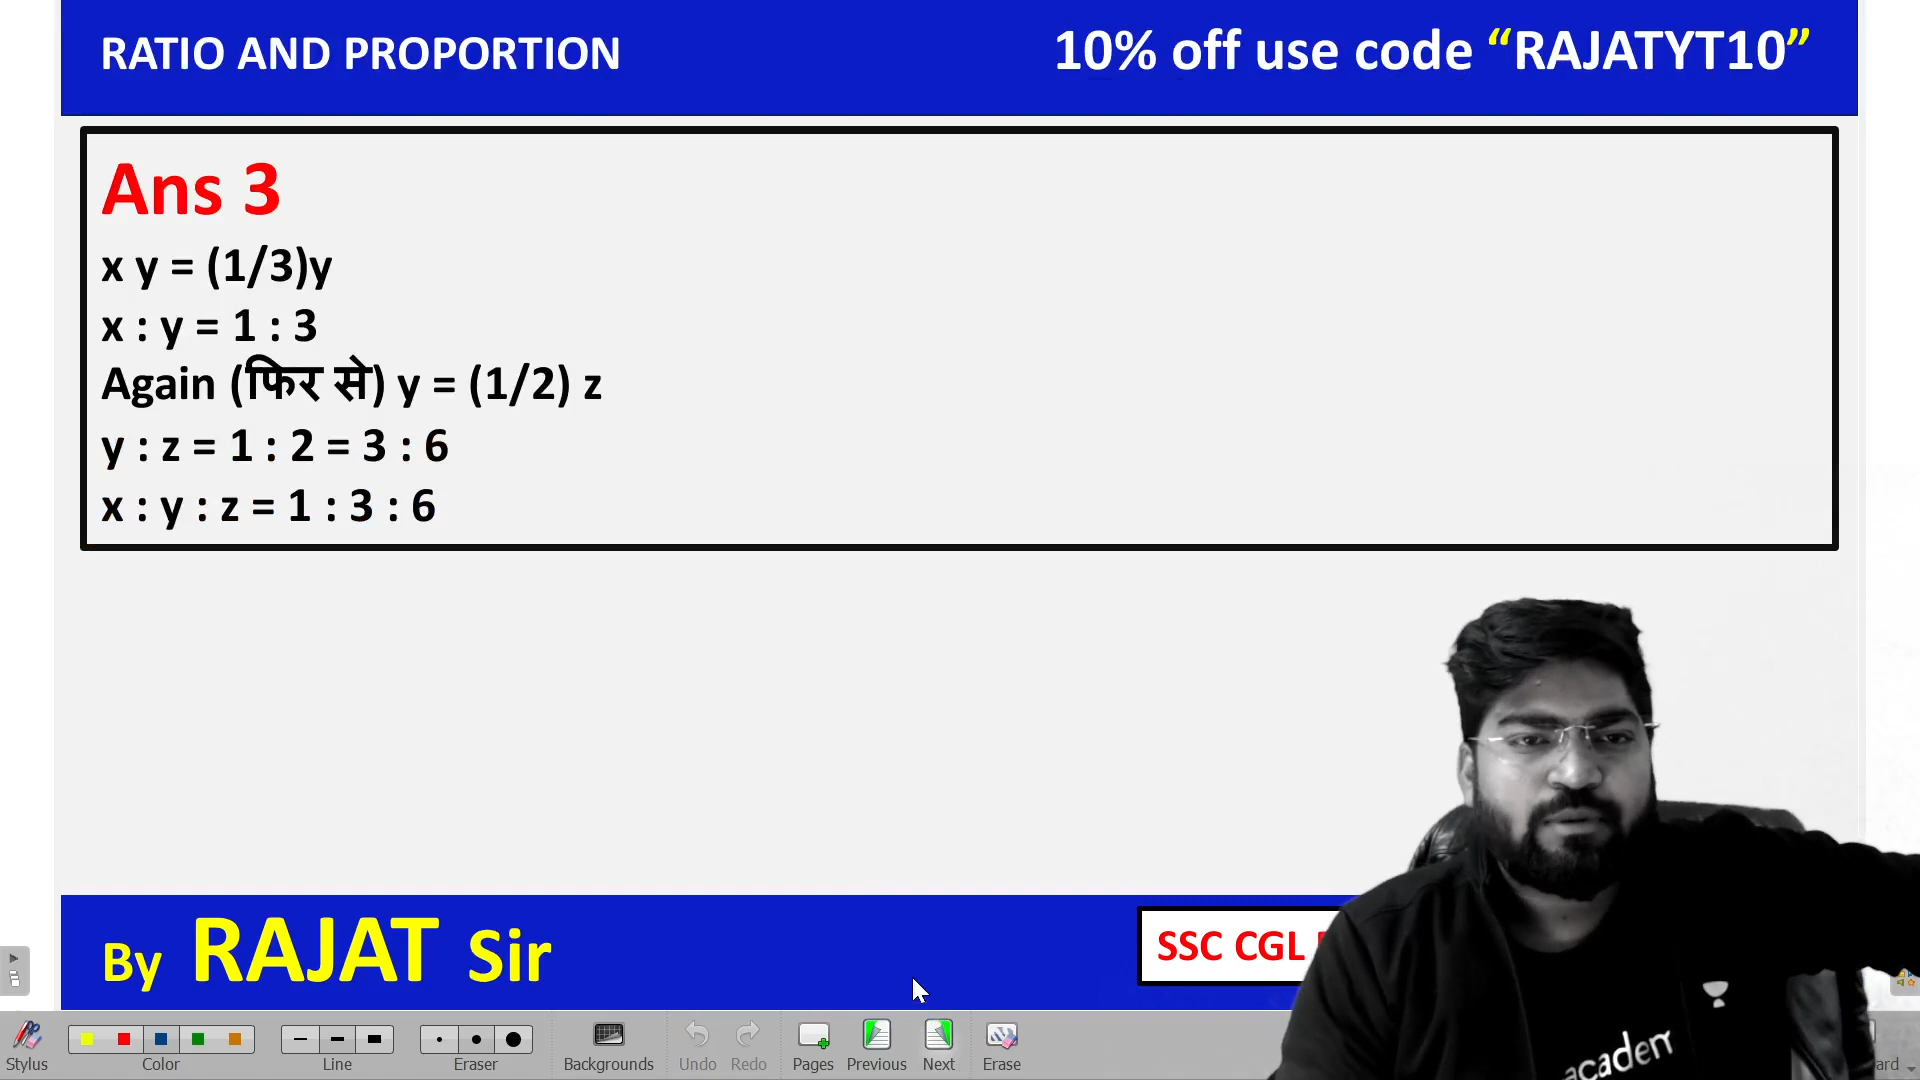 RATIO AND PROPORTION
10% off use code “RAJATYT10”
Ans 3
x y = (1/3)y
x : y = 1 : 3
Again (फिर से) y = (1/2) z
y : z = 1 : 2 = 3 : 6
x : y : z = 1 : 3 : 6
By RAJAT Sir
SSC CGL
academ
Stylus
Color
Line
Eraser
Backgrounds
Undo
Redo
Pages
Previous
Next
Erase